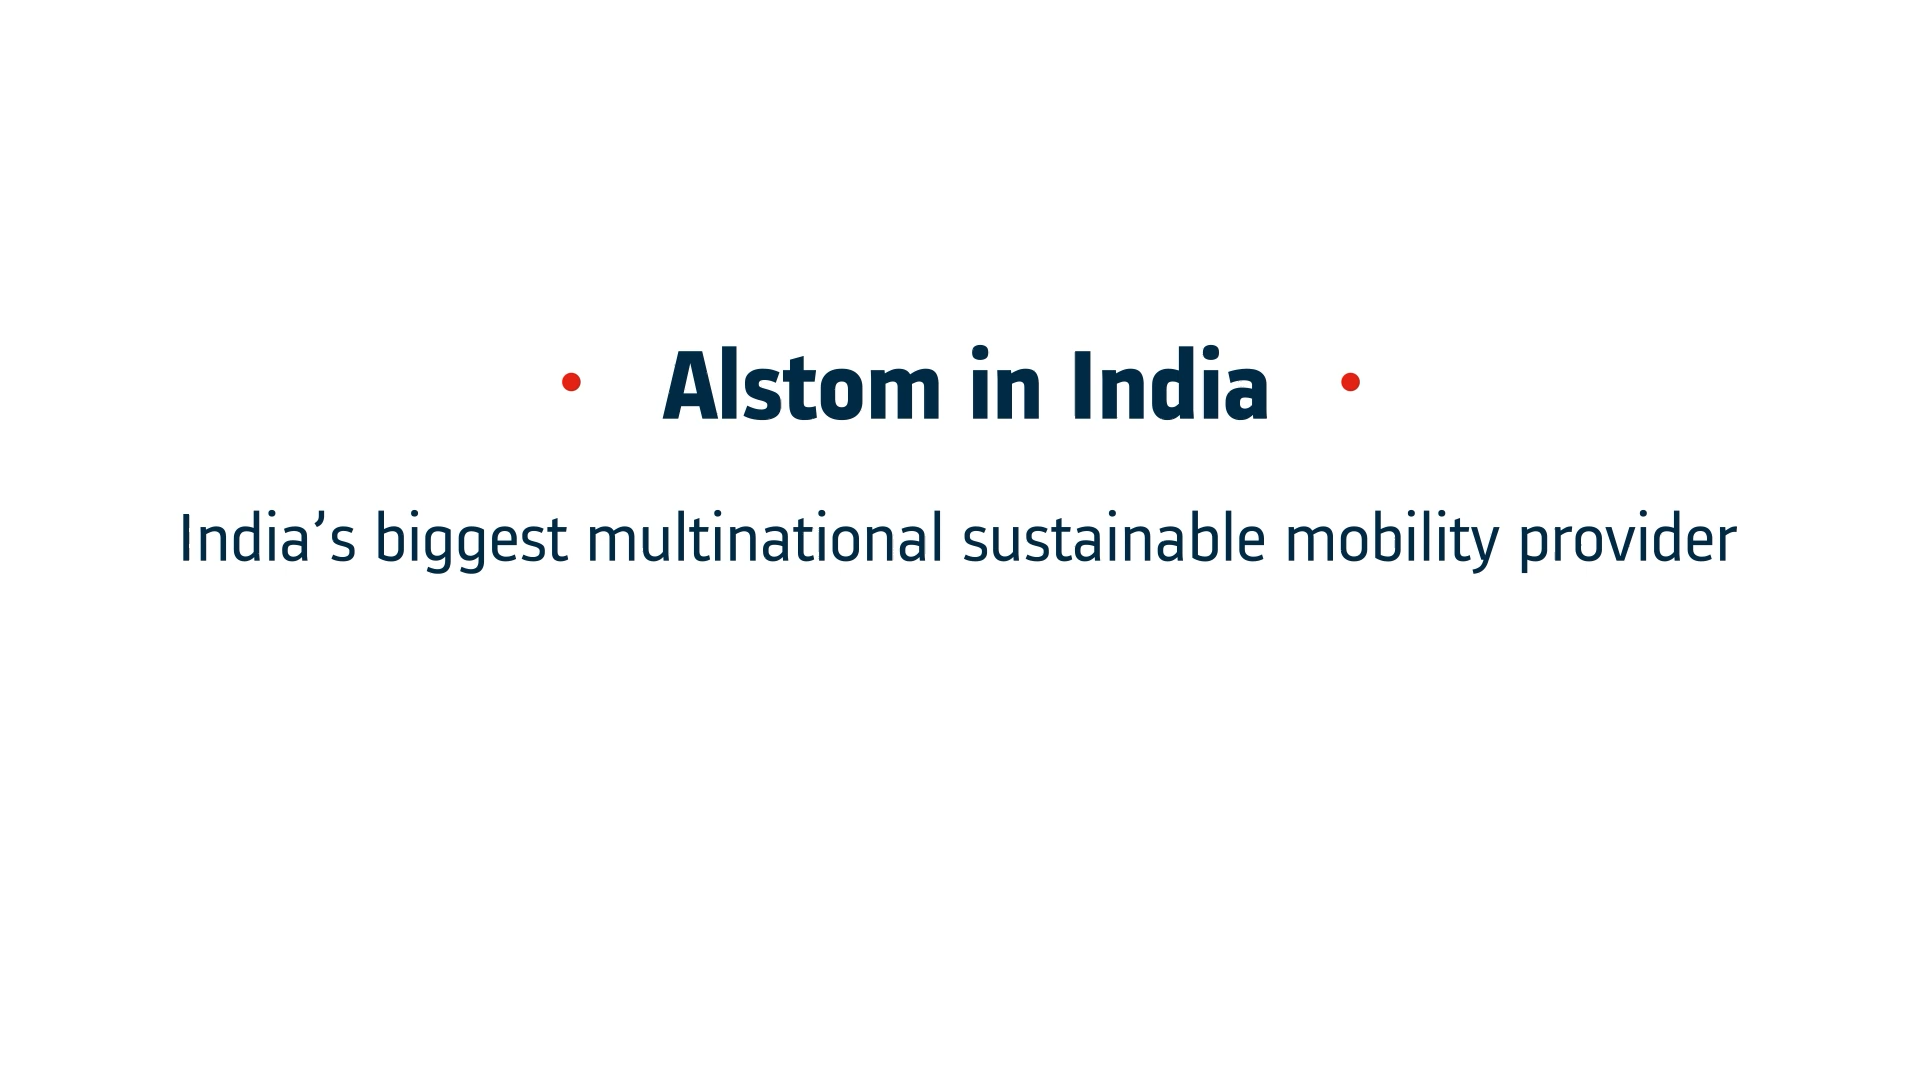 • Alstom in India •
India’s biggest multinational sustainable mobility provider